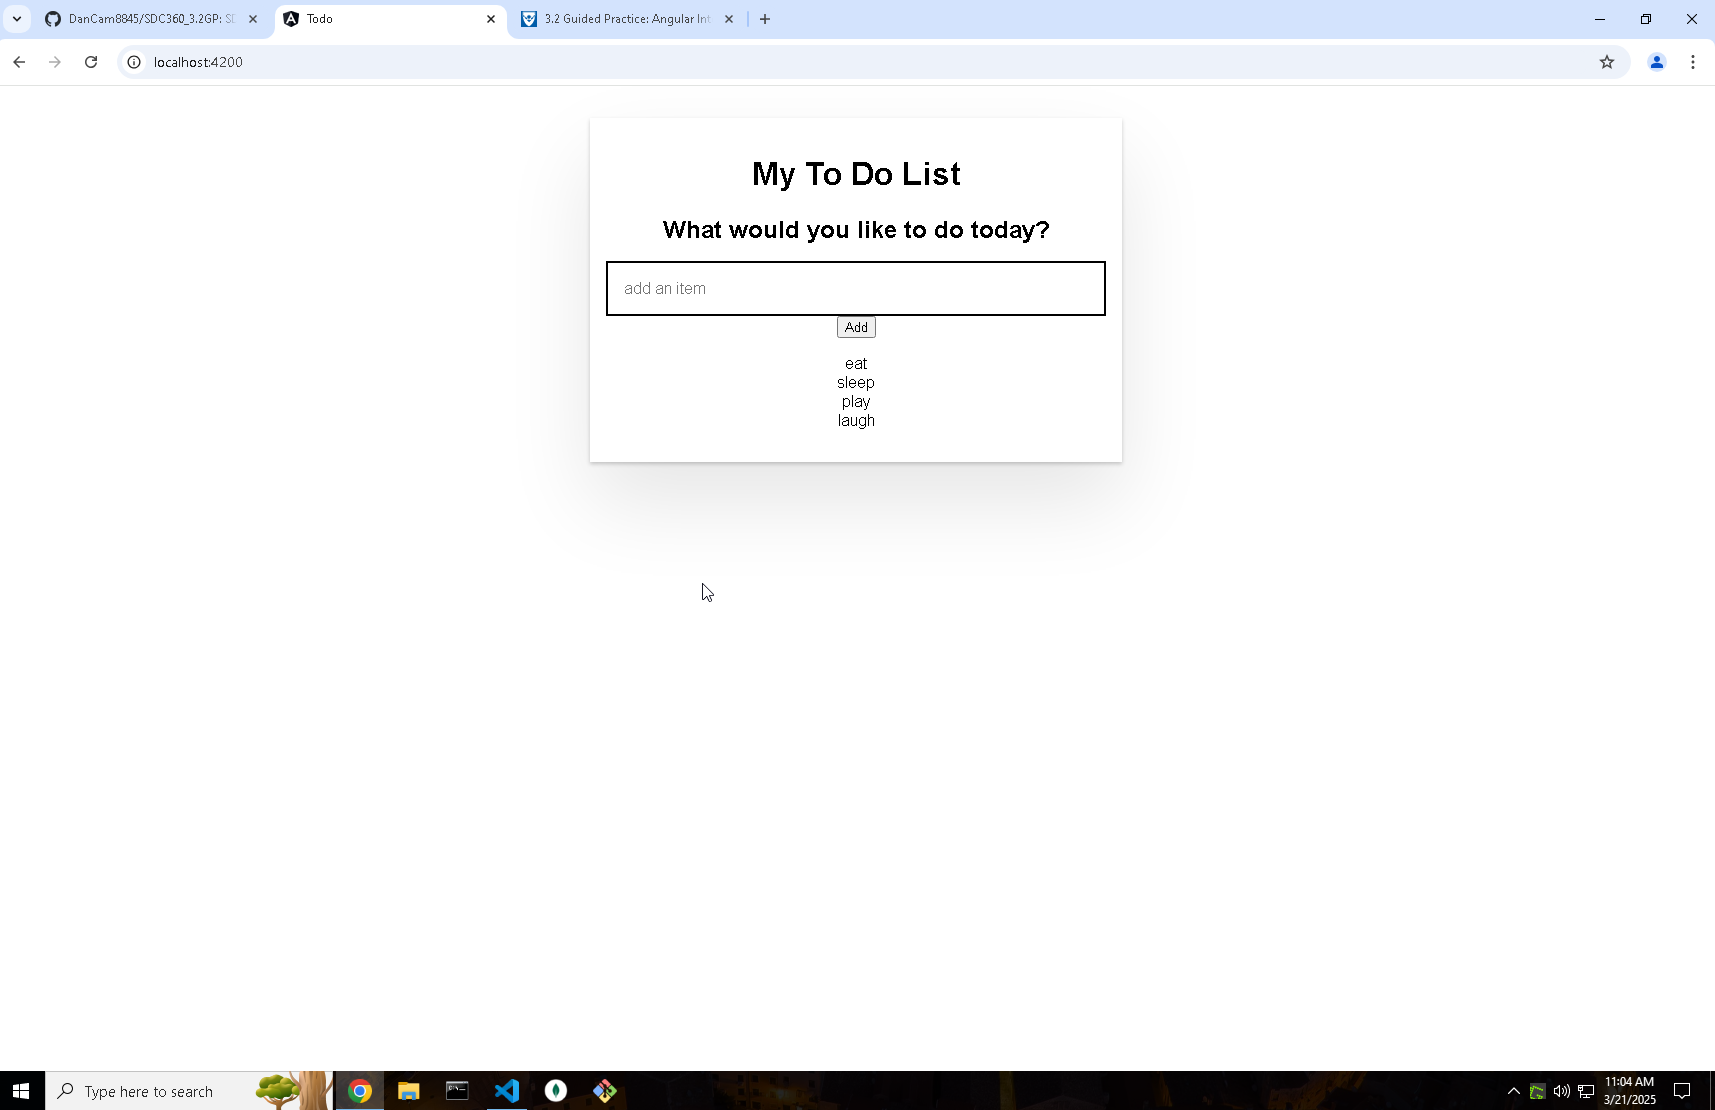 DanCam8845/SDC360_3.2GP: SD
Todo
3.2 Guided Practice: Angular Int
localhost:4200
My To Do List
What would you like to do today?
add an item
Add
eat
sleep
play
laugh
Type here to search
11:04 AM
3/21/2025